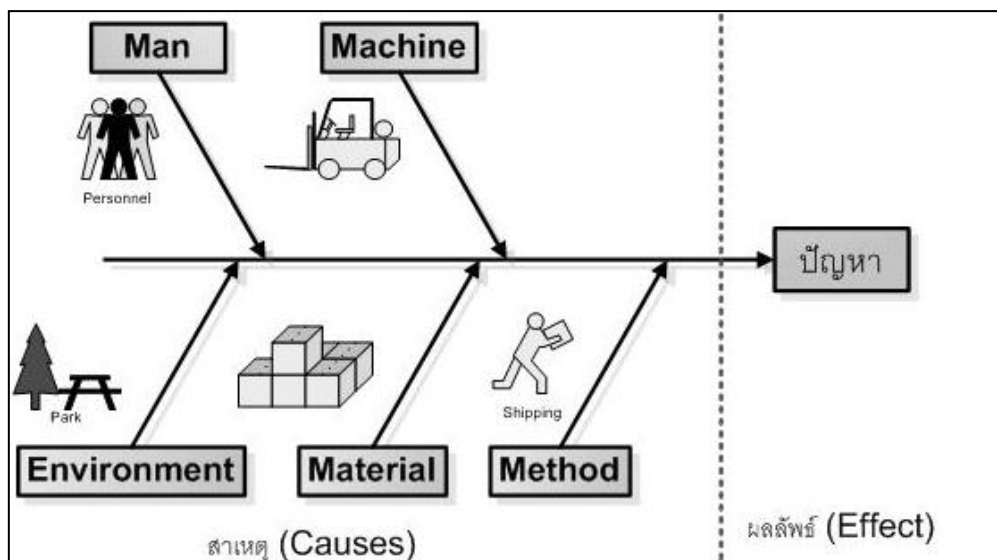 Man
Machine
Personnel
ปัญหา
Park
Shipping
Environment
Material
Method
สาเหตุ (Causes)
ผลลัพธ์ (Effect)